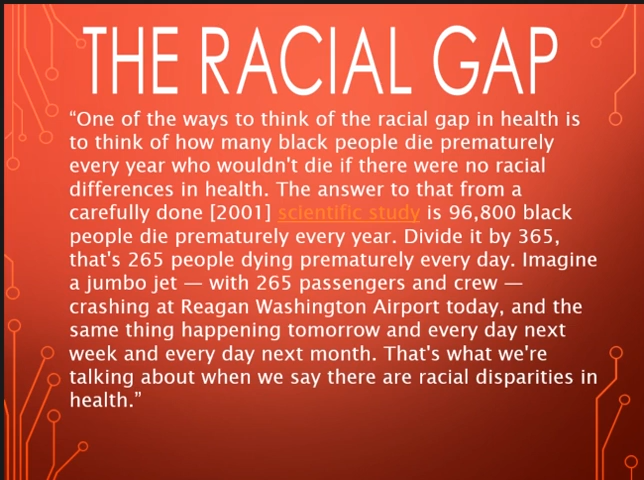 THE RACIAL GAP
“One of the ways to think of the racial gap in health is
to think of how many black people die prematurely
every year who wouldn't die if there were no racial
differences in health. The answer to that from a
carefully done [2001] scientific study is 96,800 black
people die prematurely every year. Divide it by 365,
that's 265 people dying prematurely every day. Imagine
a jumbo jet — with 265 passengers and crew —
crashing at Reagan Washington Airport today, and the
same thing happening tomorrow and every day next
week and every day next month. That's what we're
talking about when we say there are racial disparities in
health.”